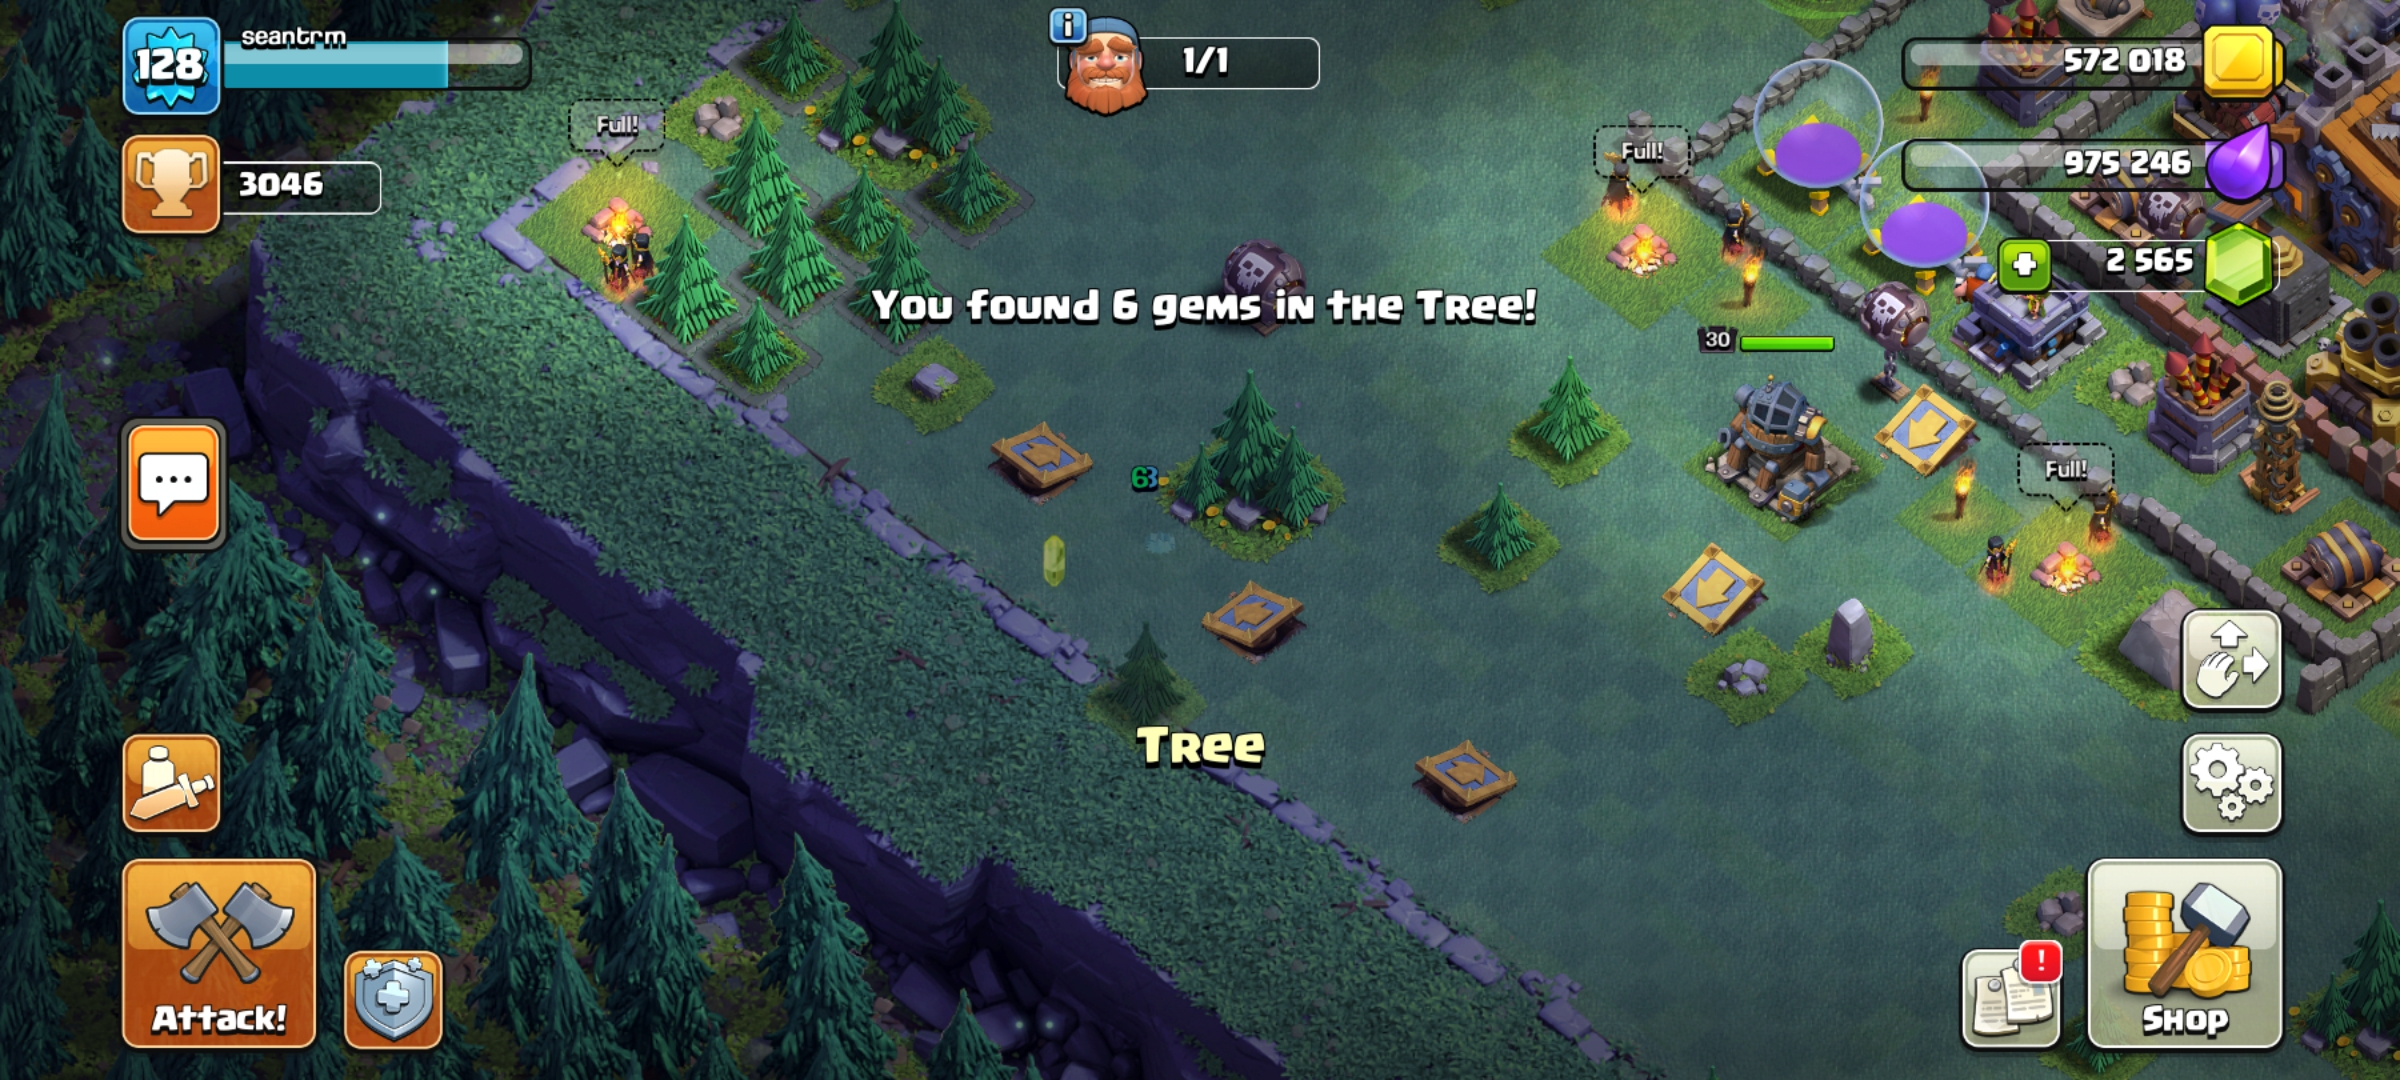 128
seantrm
1/1
572 018
3046
975 246
2 565
Full!
Full!
You found 6 gems in the Tree!
30
Full!
Tree
Attack!
Shop